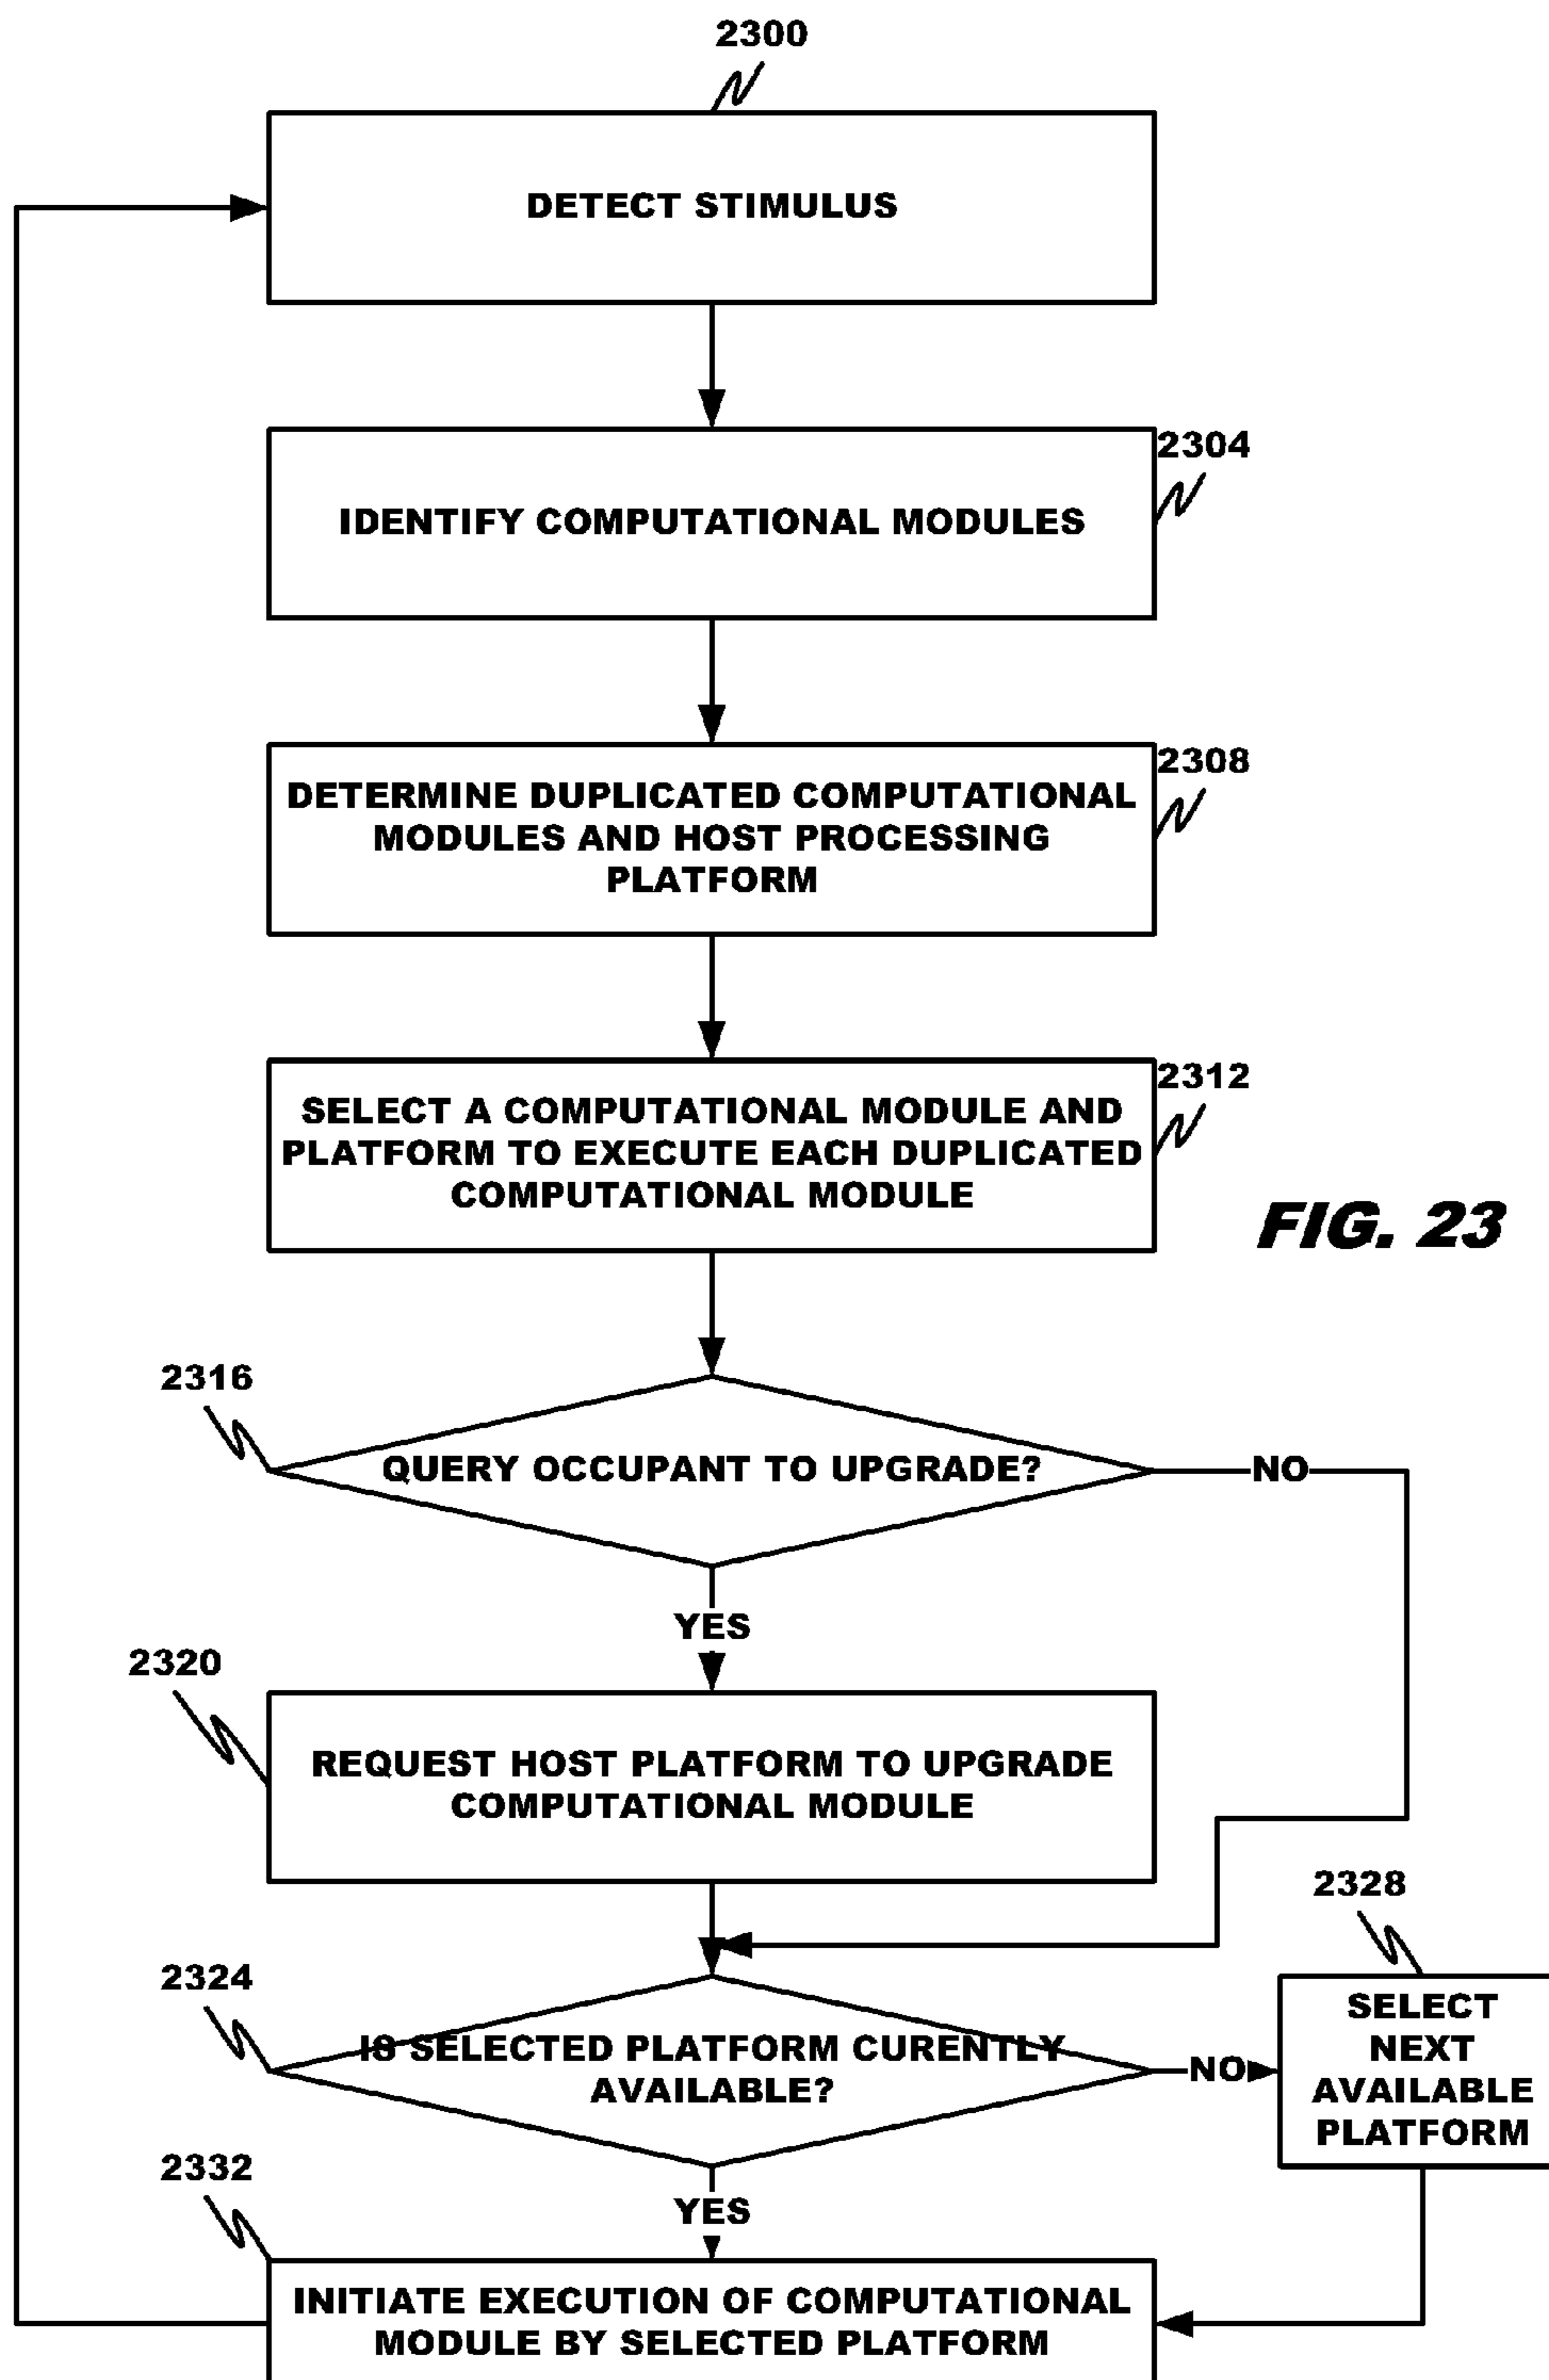 2300
DETECT STIMULUS
2304
IDENTIFY COMPUTATIONAL MODULES
2308
DETERMINE DUPLICATED COMPUTATIONAL
MODULES AND HOST PROCESSING
PLATFORM
2312
SELECT A COMPUTATIONAL MODULE AND
PLATFORM TO EXECUTE EACH DUPLICATED
COMPUTATIONAL MODULE
FIG. 23
2316
QUERY OCCUPANT TO UPGRADE?
NO
YES
2320
REQUEST HOST PLATFORM TO UPGRADE
COMPUTATIONAL MODULE
2328
2324
IS SELECTED PLATFORM CURENTLY
AVAILABLE?
NO
SELECT
NEXT
AVAILABLE
PLATFORM
YES
2332
INITIATE EXECUTION OF COMPUTATIONAL
MODULE BY SELECTED PLATFORM